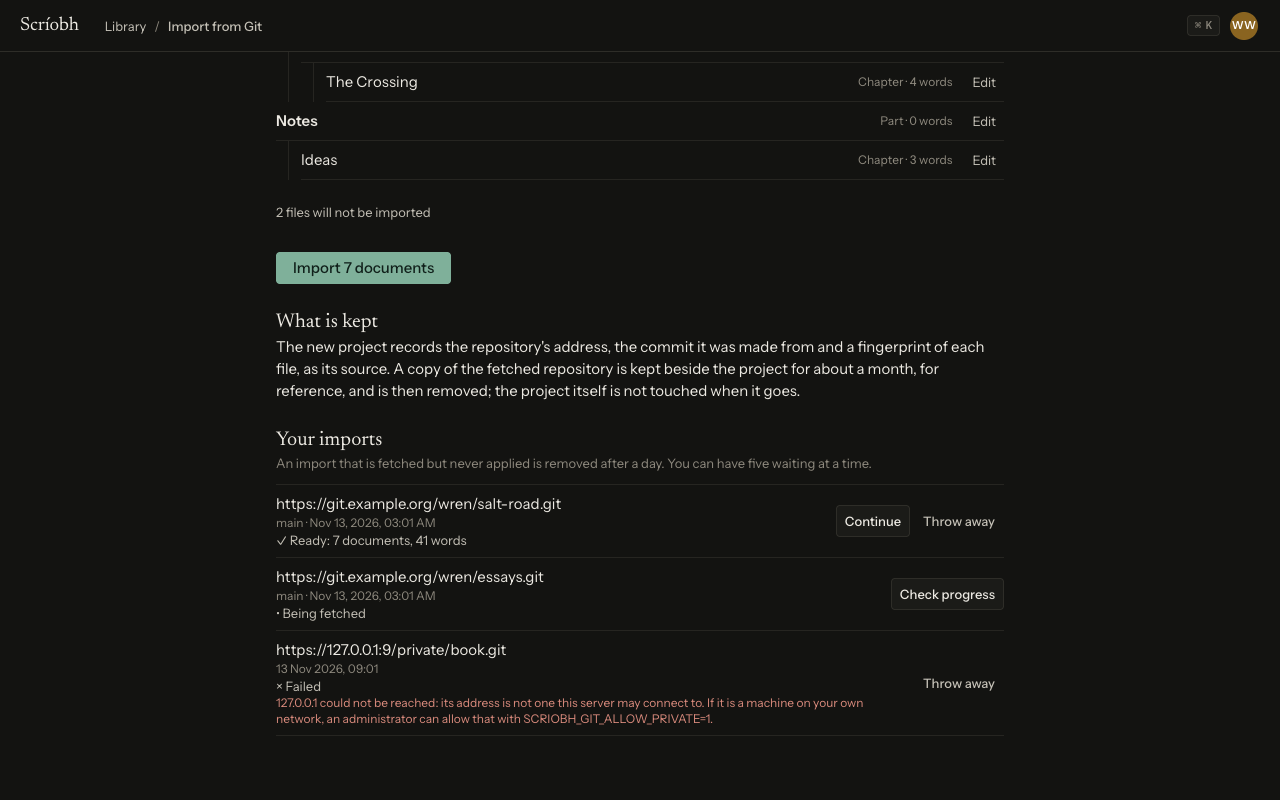 Scríobh
Library / Import from Git
⌘ K
WW
The Crossing
Chapter · 4 words
Edit
Notes
Part · 0 words
Edit
Ideas
Chapter · 3 words
Edit
2 files will not be imported
Import 7 documents
What is kept
The new project records the repository's address, the commit it was made from and a fingerprint of each
file, as its source. A copy of the fetched repository is kept beside the project for about a month, for
reference, and is then removed; the project itself is not touched when it goes.
Your imports
An import that is fetched but never applied is removed after a day. You can have five waiting at a time.
https://git.example.org/wren/salt-road.git
main · Nov 13, 2026, 03:01 AM
✓ Ready: 7 documents, 41 words
Continue
Throw away
https://git.example.org/wren/essays.git
main · Nov 13, 2026, 03:01 AM
· Being fetched
Check progress
https://127.0.0.1:9/private/book.git
13 Nov 2026, 09:01
× Failed
127.0.0.1 could not be reached: its address is not one this server may connect to. If it is a machine on your own
network, an administrator can allow that with SCRIOBH_GIT_ALLOW_PRIVATE=1.
Throw away